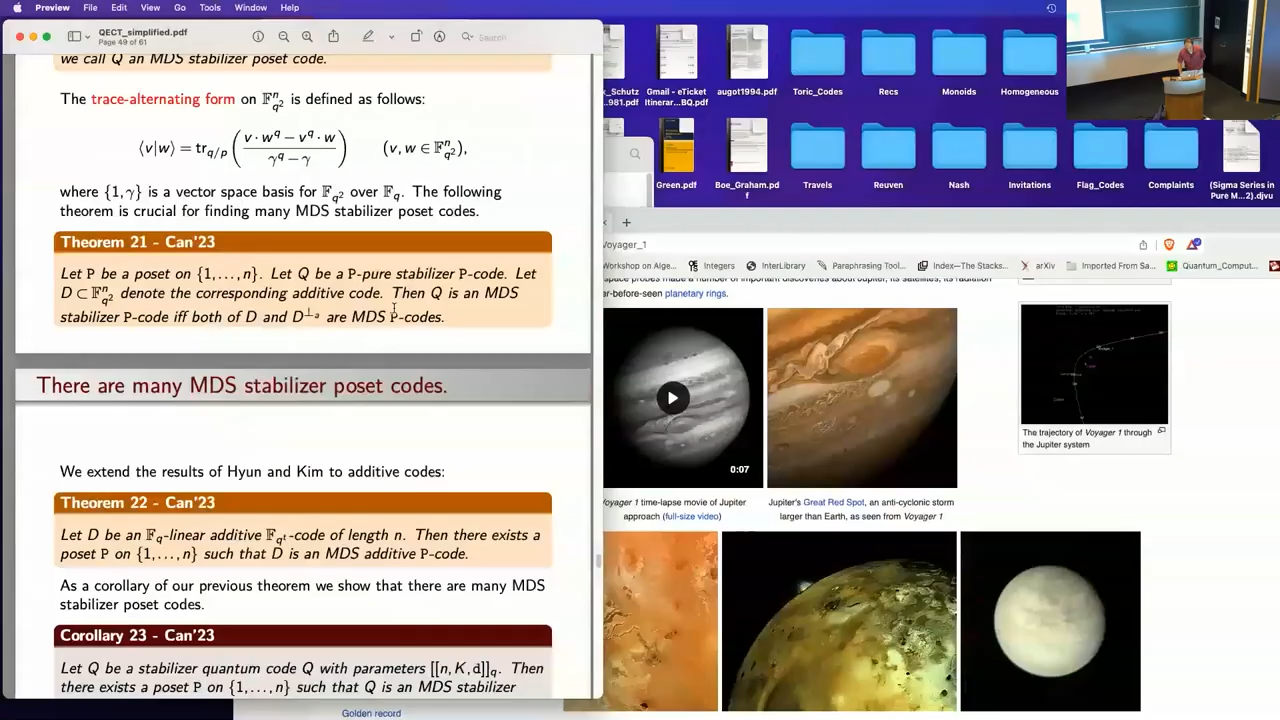 Preview File Edit View Go Tools Window Help
QECT_simplified.pdf
Page 49 of 61
Search
we call Q an MDS stabilizer poset code.
The trace-alternating form on 𝔽ⁿ_{q²} is defined as follows:
⟨v|w⟩ = tr_{q/p} ( (v · w^q − v^q · w) / (γ^q − γ) ) (v, w ∈ 𝔽ⁿ_{q²}),
where {1, γ} is a vector space basis for 𝔽_{q²} over 𝔽_q. The following
theorem is crucial for finding many MDS stabilizer poset codes.
Theorem 21 - Can'23
Let P be a poset on {1, . . . , n}. Let Q be a P-pure stabilizer P-code. Let
D ⊂ 𝔽ⁿ_{q²} denote the corresponding additive code. Then Q is an MDS
stabilizer P-code iff both of D and D^{⊥_a} are MDS P-codes.
There are many MDS stabilizer poset codes.
We extend the results of Hyun and Kim to additive codes:
Theorem 22 - Can'23
Let D be an 𝔽_q-linear additive 𝔽_{q^t}-code of length n. Then there exists a
poset P on {1, . . . , n} such that D is an MDS additive P-code.
As a corollary of our previous theorem we show that there are many MDS
stabilizer poset codes.
Corollary 23 - Can'23
Let Q be a stabilizer quantum code Q with parameters [[n, K, d]]_q. Then
there exists a poset P on {1, . . . , n} such that Q is an MDS stabilizer
x_Schutz
...981.pdf
Gmail - eTicket
Itinerar...BQ.pdf
augot1994.pdf
Toric_Codes
Recs
Monoids
Homogeneous
Green.pdf
Boe_Graham.pd
f
Travels
Reuven
Nash
Invitations
Flag_Codes
Complaints
(Sigma Series in
Pure M...2).djvu
Voyager_1
Workshop on Alge...
Integers
InterLibrary
Paraphrasing Tool...
Index—The Stacks...
arXiv
Imported From Sa...
Quantum_Comput...
er-before-seen planetary rings.
0:07
Voyager 1 time-lapse movie of Jupiter
approach (full-size video)
Jupiter's Great Red Spot, an anti-cyclonic storm
larger than Earth, as seen from Voyager 1
The trajectory of Voyager 1 through
the Jupiter system
Golden record